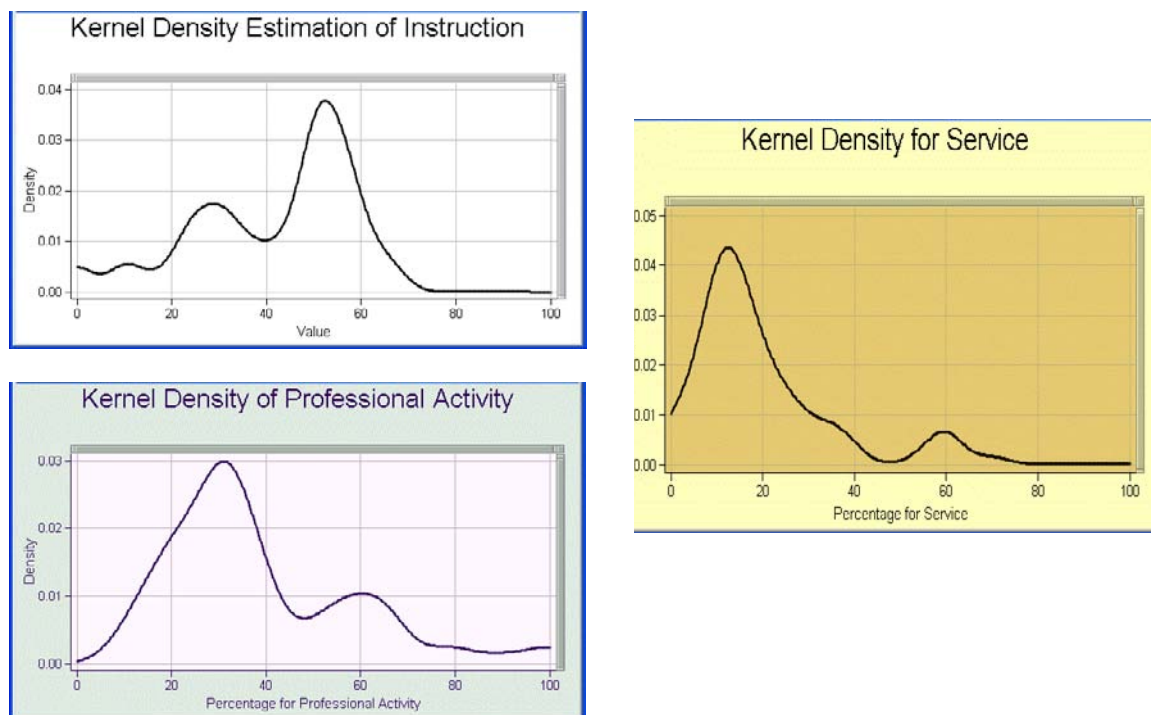 Kernel Density Estimation of Instruction
0.04
0.03
0.02
0.01
0.00
Density
0 20 40 60 80 100
Value
Kernel Density of Professional Activity
0.03
0.02
0.01
0.00
Density
0 20 40 60 80 100
Percentage for Professional Activity
Kernel Density for Service
0.05
0.04
0.03
0.02
0.01
0.00
0 20 40 60 80 100
Percentage for Service